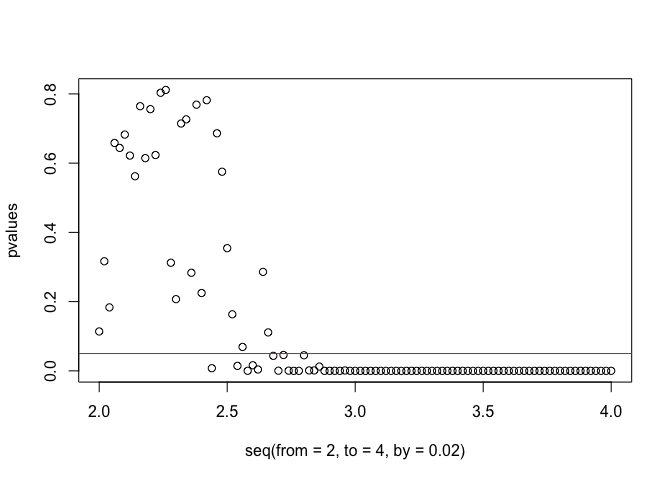 0.8
0.6
0.4
0.2
0.0
pvalues
2.0 2.5 3.0 3.5 4.0
seq(from = 2, to = 4, by = 0.02)